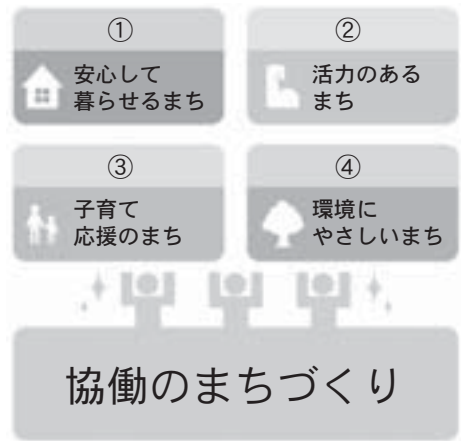 ①
安心して
暮らせるまち
②
活力のある
まち
③
子育て
応援のまち
④
環境に
やさしいまち
協働のまちづくり